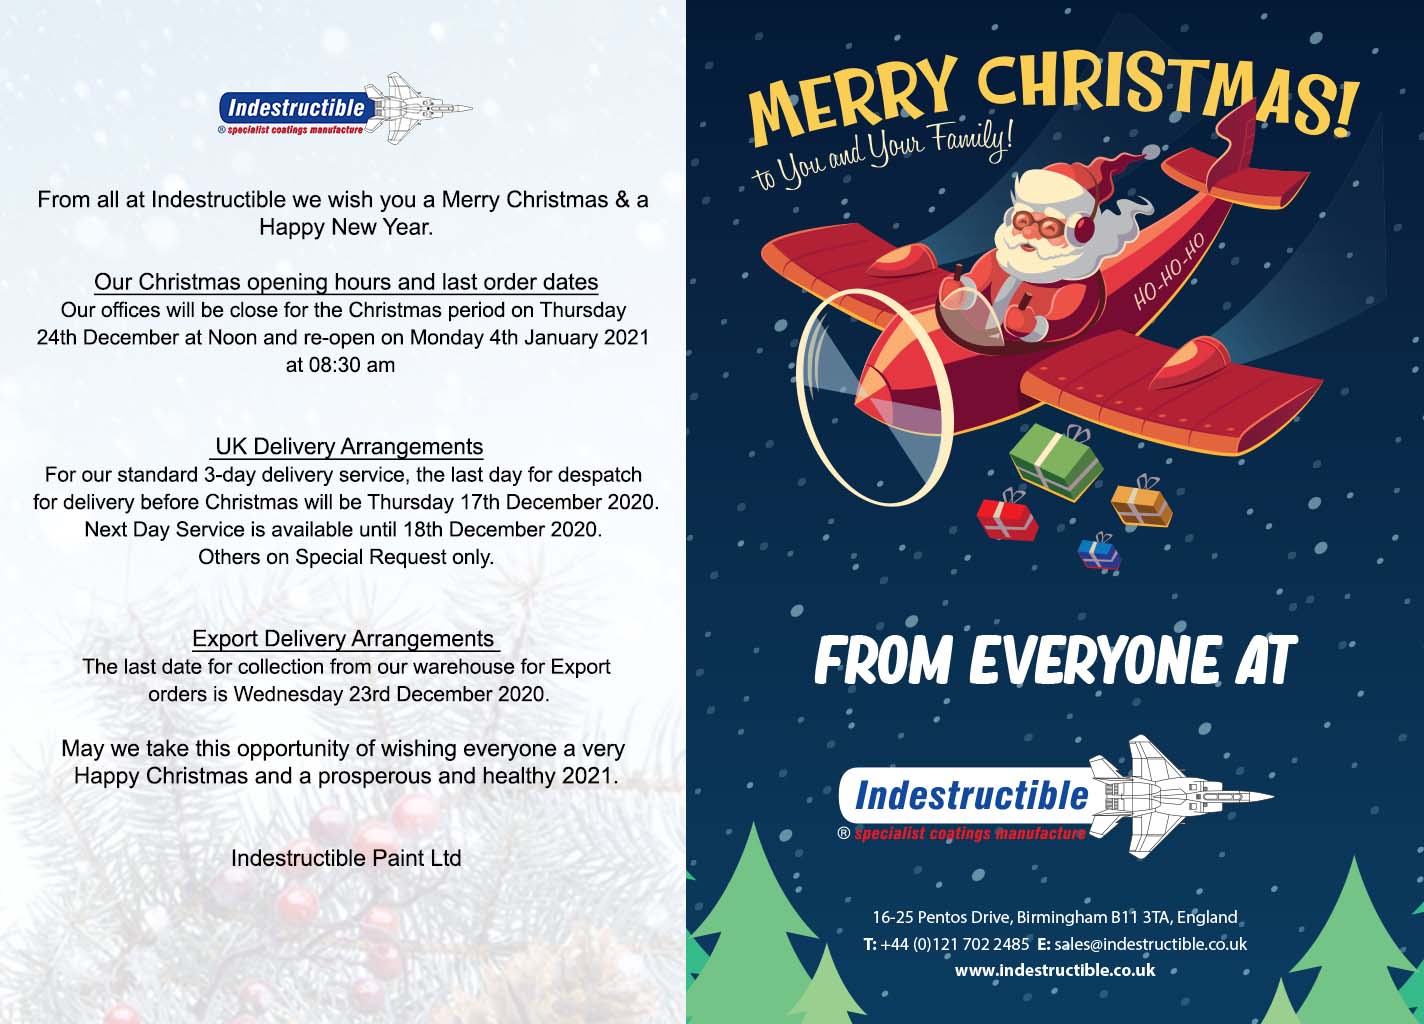 Indestructible
® specialist coatings manufacture
From all at Indestructible we wish you a Merry Christmas & a
Happy New Year.
Our Christmas opening hours and last order dates
Our offices will be close for the Christmas period on Thursday
24th December at Noon and re-open on Monday 4th January 2021
at 08:30 am
UK Delivery Arrangements
For our standard 3-day delivery service, the last day for despatch
for delivery before Christmas will be Thursday 17th December 2020.
Next Day Service is available until 18th December 2020.
Others on Special Request only.
Export Delivery Arrangements
The last date for collection from our warehouse for Export
orders is Wednesday 23rd December 2020.
May we take this opportunity of wishing everyone a very
Happy Christmas and a prosperous and healthy 2021.
Indestructible Paint Ltd
MERRY CHRISTMAS!
to You and Your Family!
HO-HO-HO
FROM EVERYONE AT
Indestructible
® specialist coatings manufacture
16-25 Pentos Drive, Birmingham B11 3TA, England
T: +44 (0)121 702 2485 E: sales@indestructible.co.uk
www.indestructible.co.uk